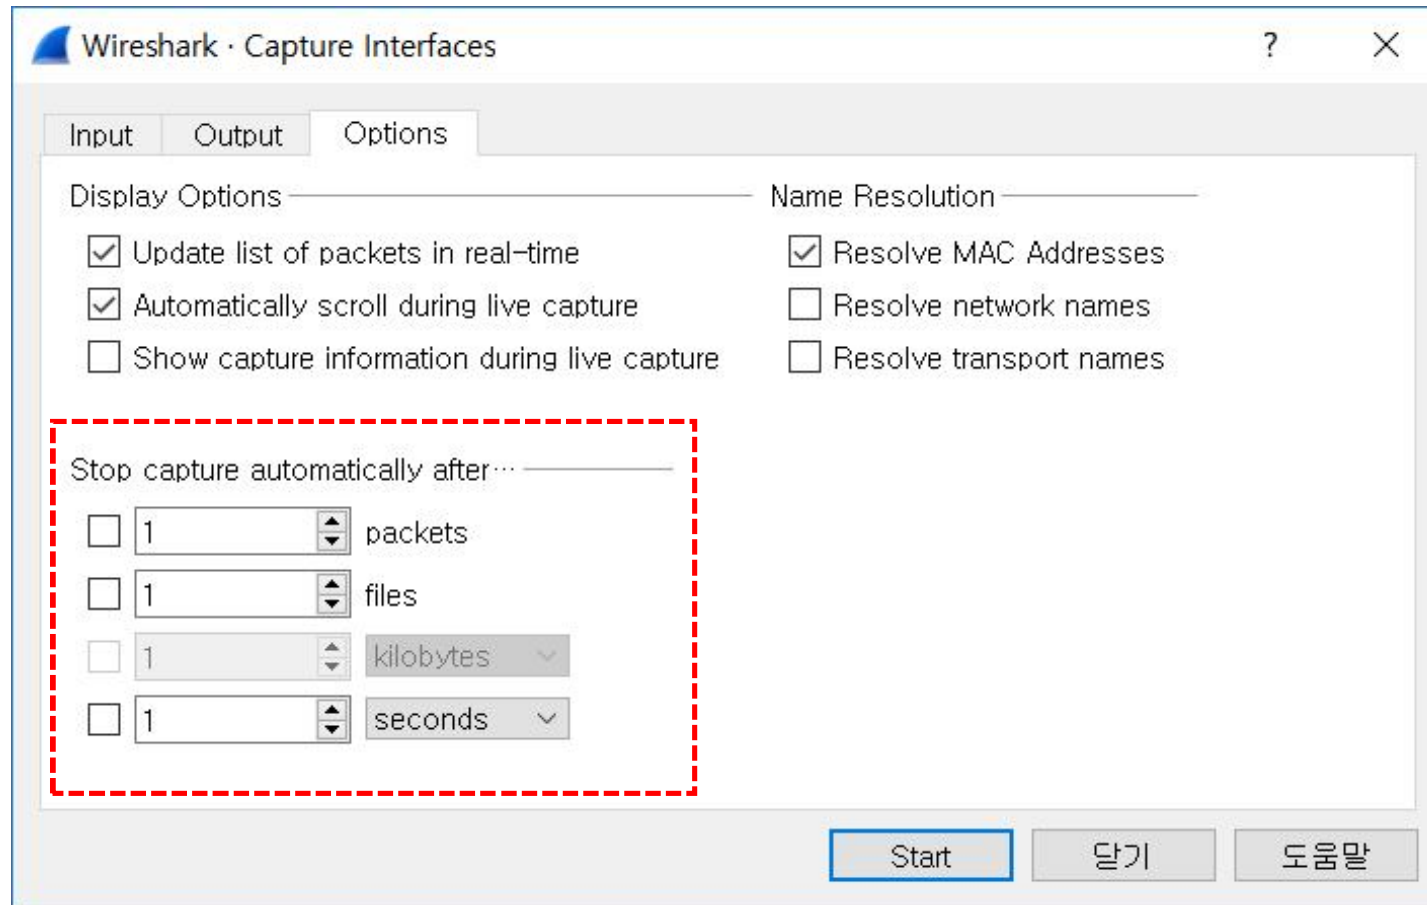 Wireshark · Capture Interfaces
?
Input
Output
Options
Display Options
Update list of packets in real-time
Automatically scroll during live capture
Show capture information during live capture
Name Resolution
Resolve MAC Addresses
Resolve network names
Resolve transport names
Stop capture automatically after…
1 packets
1 files
1 kilobytes
1 seconds
Start
닫기
도움말